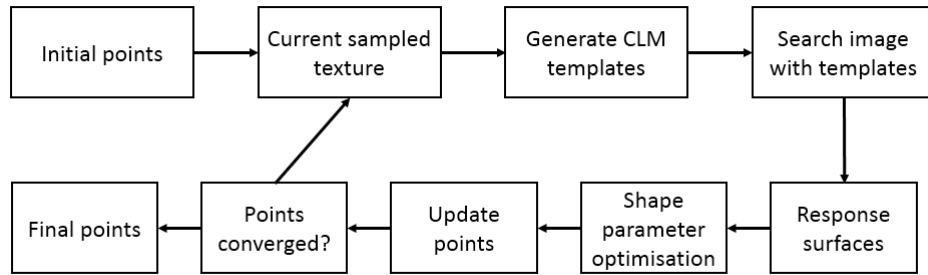 Initial points
Current sampled
texture
Generate CLM
templates
Search image
with templates
Final points
Points
converged?
Update
points
Shape
parameter
optimisation
Response
surfaces